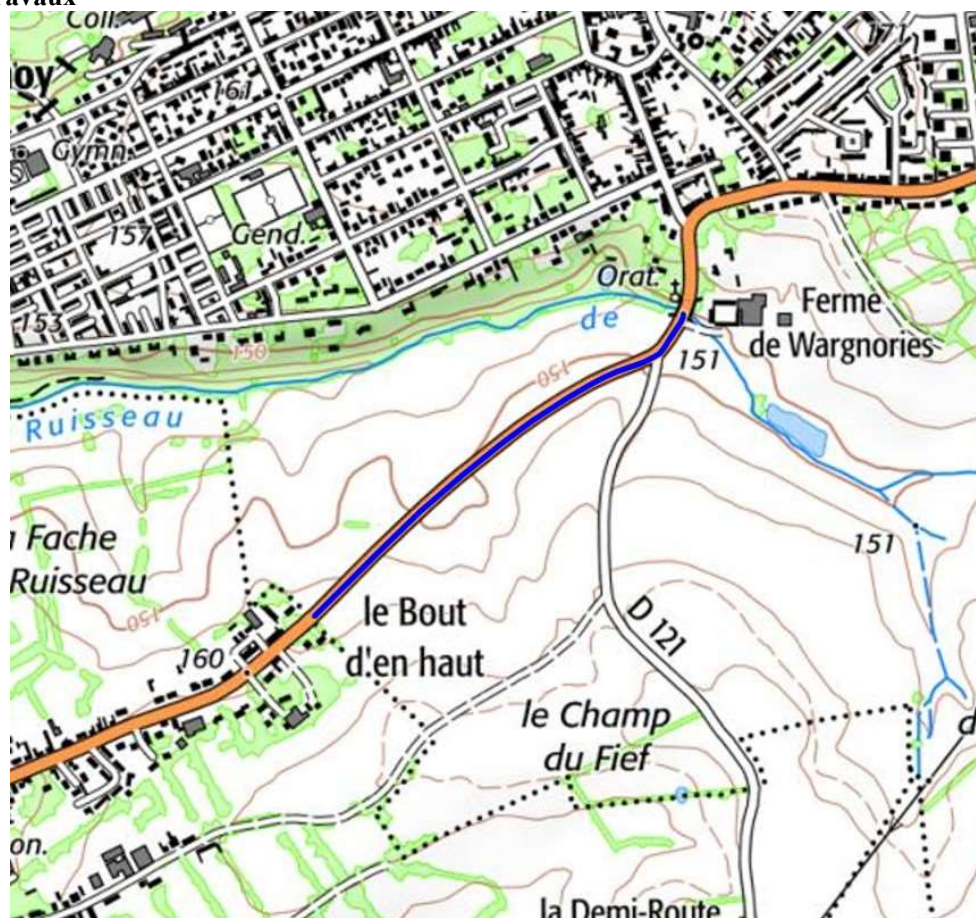 avaux
Coll.
161
171
oy
Gymn.
157
Gend.
Orat.
Ferme
de Wargnories
153
150
de
151
150
Ruisseau
Fache
Ruisseau
151
150
le Bout
d'en haut
D 121
160
le Champ
du Fief
d
on.
la Demi-Route